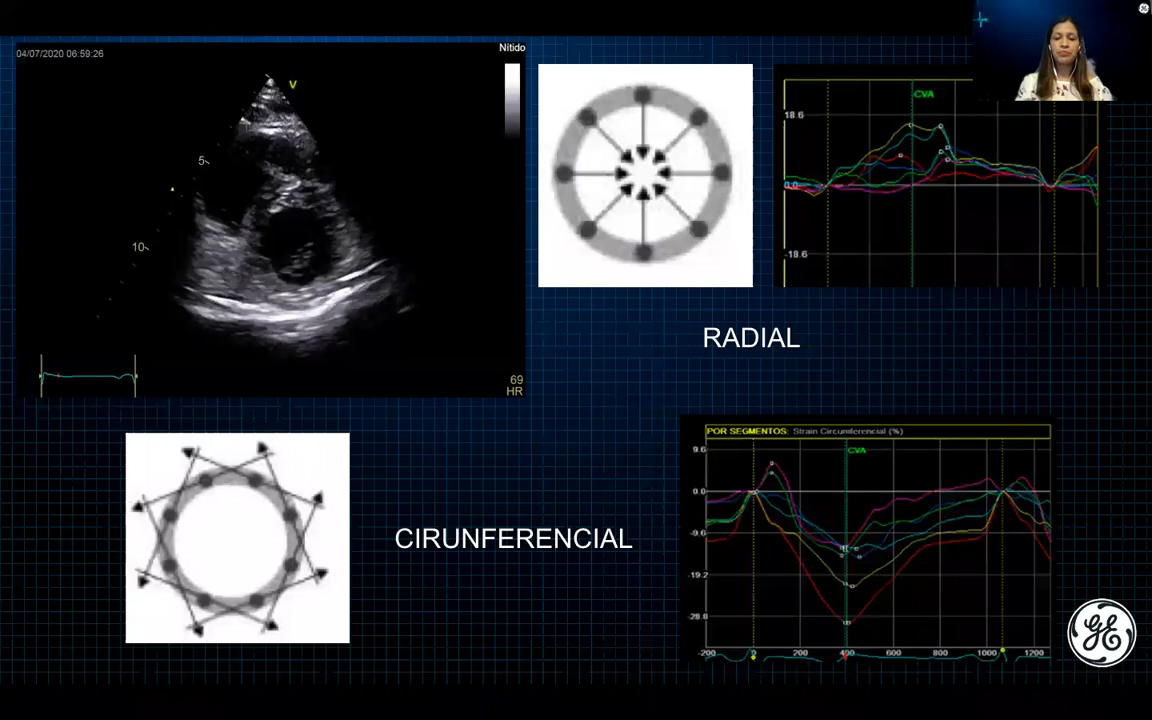 04/07/2020 06:59:26
Nítido
V
5
10
69
HR
CVA
18.6
0.0
-18.6
RADIAL
CIRUNFERENCIAL
POR SEGMENTOS: Strain Circumferencial (%)
CVA
9.6
0.0
-9.6
-19.2
-28.8
-200 0 200 400 600 800 1000 1200
GE